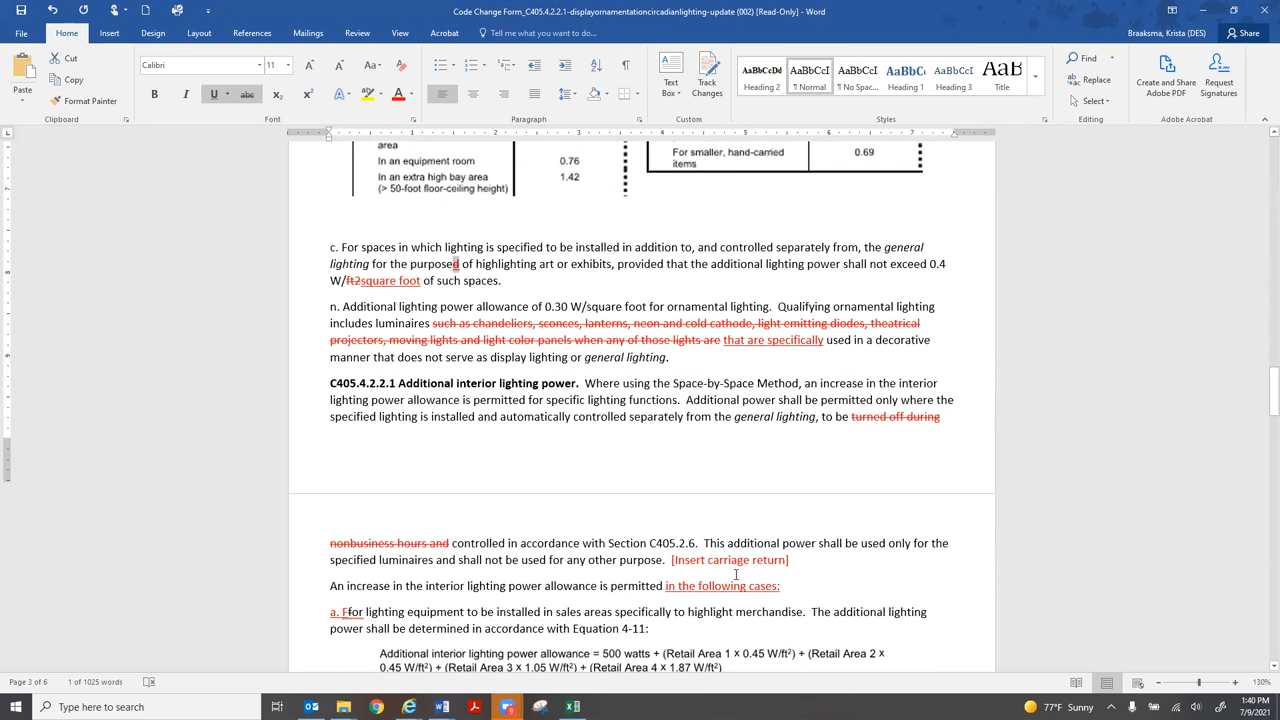 Code Change Form_C405.4.2.2.1-displayornamentationcircadianlighting-update (002) [Read-Only] - Word
Braaksma, Krista (DES)
File Home Insert Draw Design Layout References Mailings Review View Acrobat Tell me what you want to do... Share
Paste Cut Copy Format Painter
Calibri 11
Text Box Track Changes
AaBbCcDd Heading 2 AaBbCcI ¶ Normal AaBbCcI ¶ No Spac... AaBbCc Heading 1 AaBbCcD Heading 3 AaB Title
Find Replace Select
Create and Share Adobe PDF Request Signatures
Clipboard Font Paragraph Custom Styles Editing Adobe Acrobat
area
In an equipment room 0.76
In an extra high bay area 1.42
(> 50-foot floor-ceiling height)
For smaller, hand-carried items 0.69
c. For spaces in which lighting is specified to be installed in addition to, and controlled separately from, the general
lighting for the purposed of highlighting art or exhibits, provided that the additional lighting power shall not exceed 0.4
W/ft2square foot of such spaces.
n. Additional lighting power allowance of 0.30 W/square foot for ornamental lighting. Qualifying ornamental lighting
includes luminaires such as chandeliers, sconces, lanterns, neon and cold cathode, light emitting diodes, theatrical
projectors, moving lights and light color panels when any of those lights are that are specifically used in a decorative
manner that does not serve as display lighting or general lighting.
C405.4.2.2.1 Additional interior lighting power. Where using the Space-by-Space Method, an increase in the interior
lighting power allowance is permitted for specific lighting functions. Additional power shall be permitted only where the
specified lighting is installed and automatically controlled separately from the general lighting, to be turned off during
nonbusiness hours and controlled in accordance with Section C405.2.6. This additional power shall be used only for the
specified luminaires and shall not be used for any other purpose. [Insert carriage return]
An increase in the interior lighting power allowance is permitted in the following cases:
a. Ffor lighting equipment to be installed in sales areas specifically to highlight merchandise. The additional lighting
power shall be determined in accordance with Equation 4-11:
Additional interior lighting power allowance = 500 watts + (Retail Area 1 × 0.45 W/ft²) + (Retail Area 2 ×
0.45 W/ft²) + (Retail Area 3 × 1.05 W/ft²) + (Retail Area 4 × 1.87 W/ft²)
Page 3 of 6 1 of 1025 words 130%
Type here to search 77°F Sunny 1:40 PM
7/9/2021